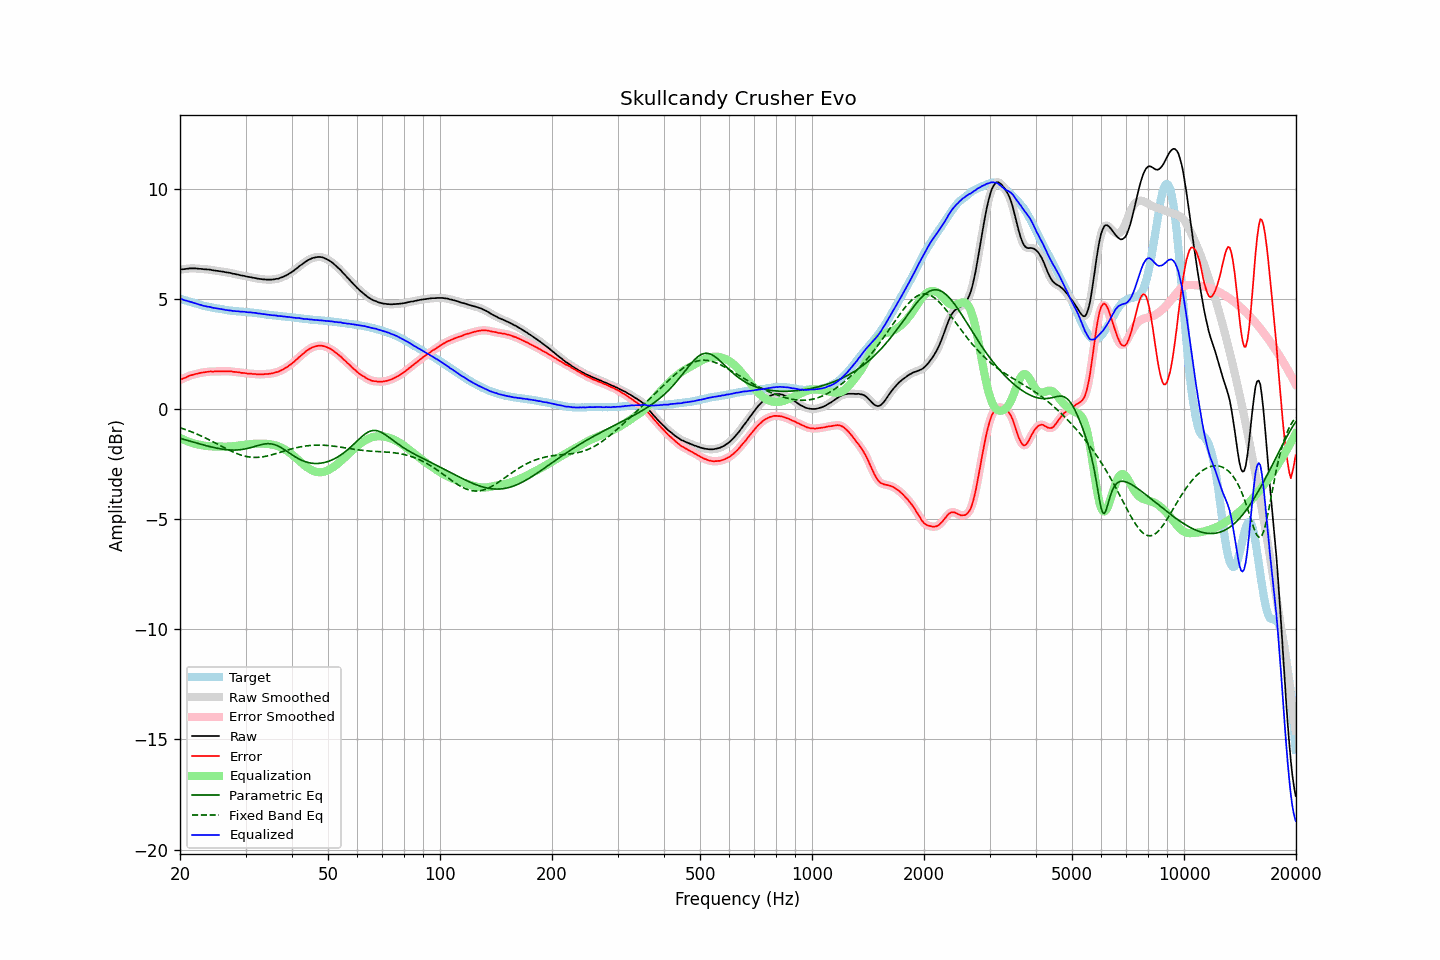 Skullcandy Crusher Evo
Amplitude (dBr)
10
5
0
−5
−10
−15
−20
Target
Raw Smoothed
Error Smoothed
Raw
Error
Equalization
Parametric Eq
Fixed Band Eq
Equalized
20 50 100 200 500 1000 2000 5000 10000 20000
Frequency (Hz)